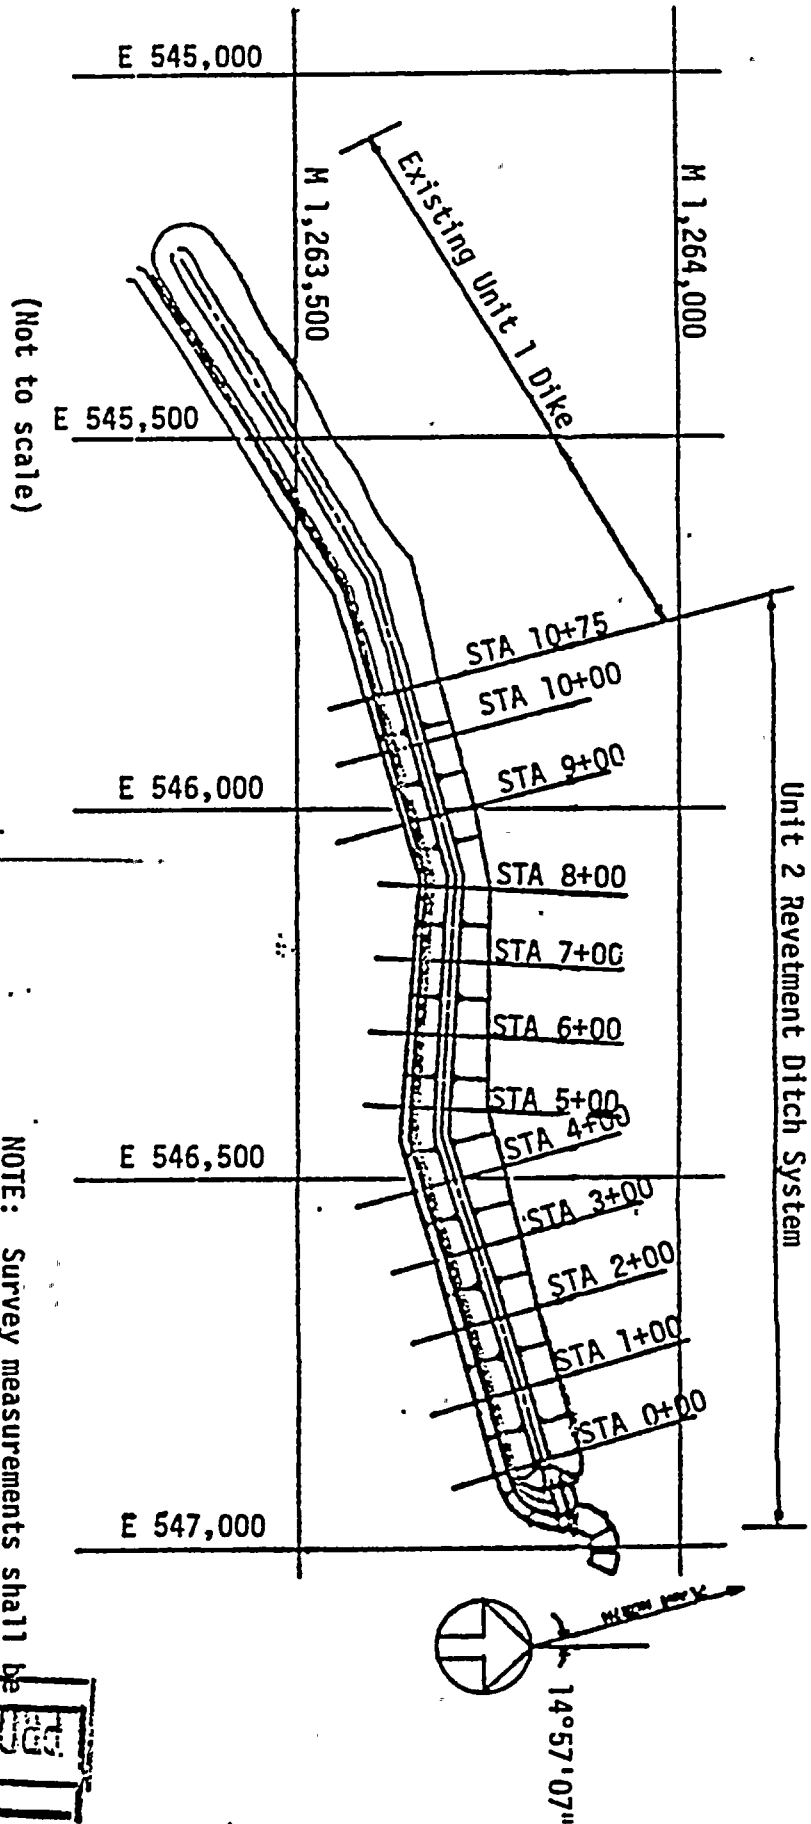 E 545,000
M 1,263,500
M 1,264,000
Existing Unit 1 Dike
E 545,500
(Not to scale)
STA 10+75
STA 10+00
STA 9+00
E 546,000
STA 8+00
STA 7+00
STA 6+00
STA 5+00
STA 4+00
E 546,500
STA 3+00
STA 2+00
STA 1+00
STA 0+00
E 547,000
Unit 2 Revetment Ditch System
14°57'07"
NOTE: Survey measurements shall be